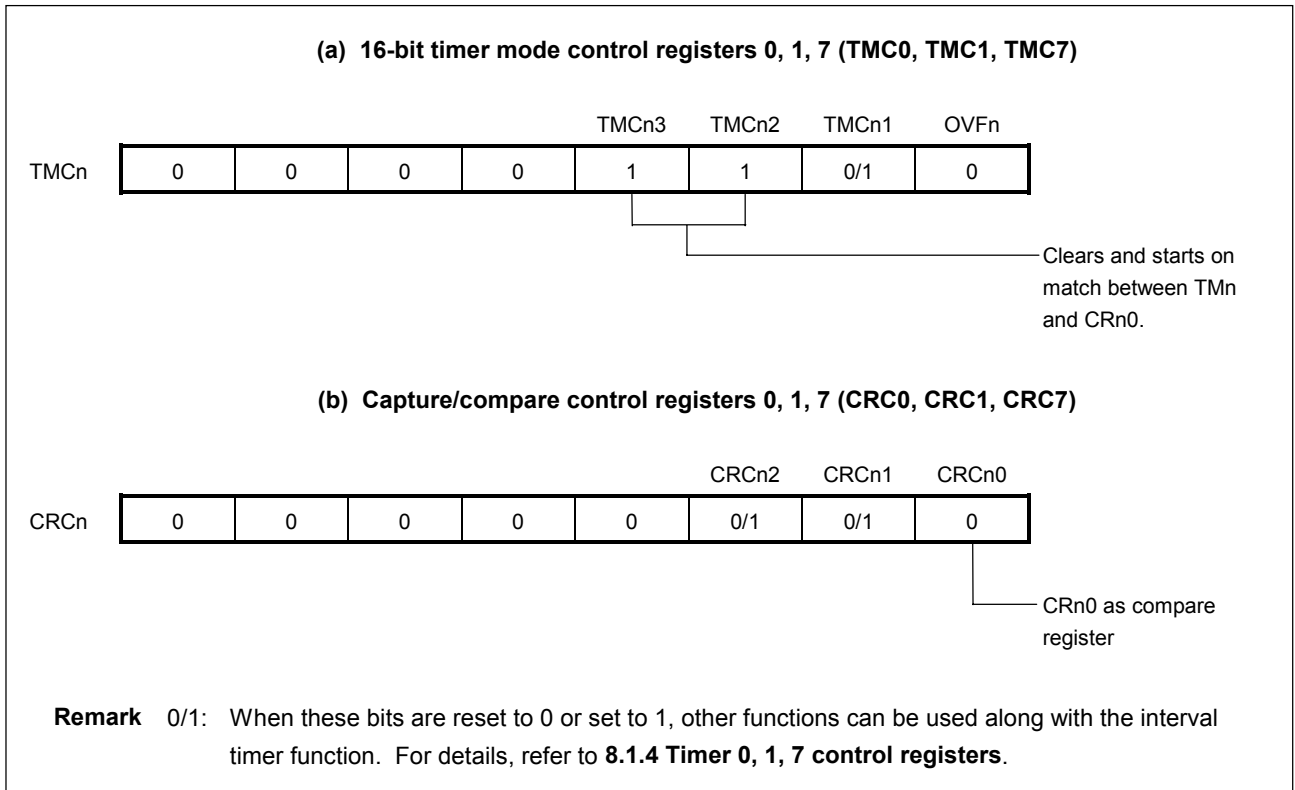 (a) 16-bit timer mode control registers 0, 1, 7 (TMC0, TMC1, TMC7)
TMCn3 TMCn2 TMCn1 OVFn
TMCn 0 0 0 0 1 1 0/1 0
Clears and starts on
match between TMn
and CRn0.
(b) Capture/compare control registers 0, 1, 7 (CRC0, CRC1, CRC7)
CRCn2 CRCn1 CRCn0
CRCn 0 0 0 0 0 0/1 0/1 0
CRn0 as compare
register
Remark 0/1: When these bits are reset to 0 or set to 1, other functions can be used along with the interval
timer function. For details, refer to 8.1.4 Timer 0, 1, 7 control registers.